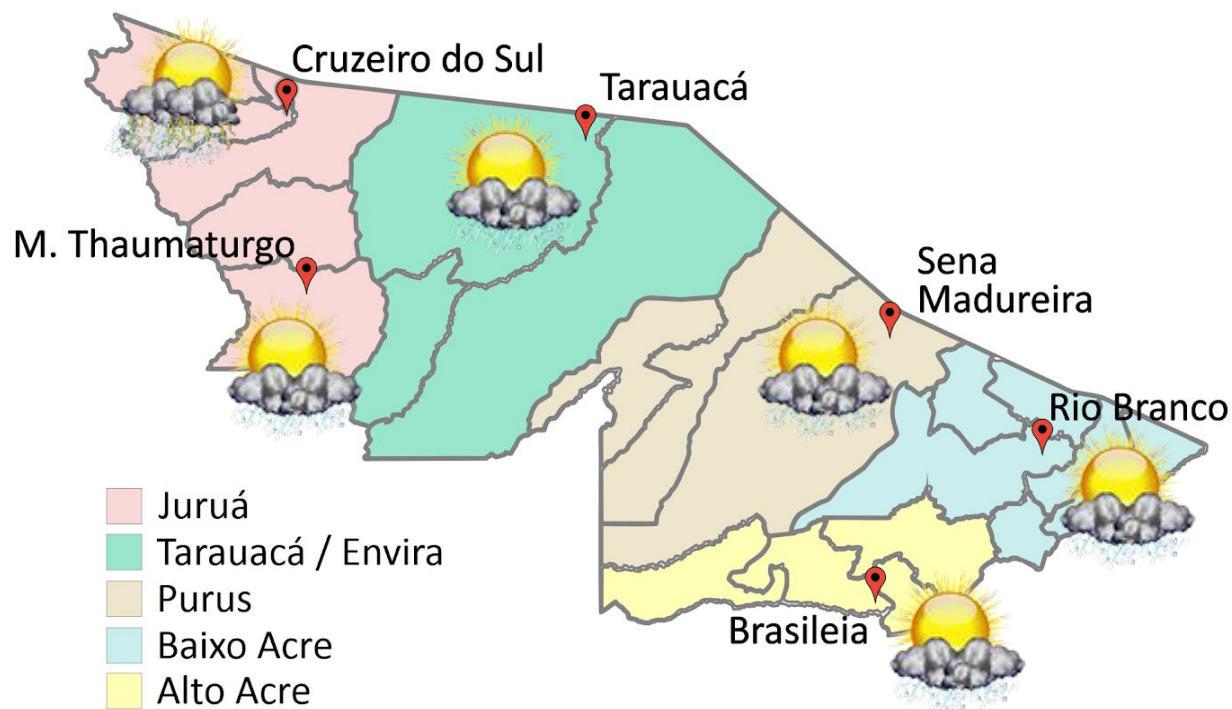 Cruzeiro do Sul
Tarauacá
M. Thaumaturgo
Sena
Madureira
Rio Branco
Brasileia
Juruá
Tarauacá / Envira
Purus
Baixo Acre
Alto Acre